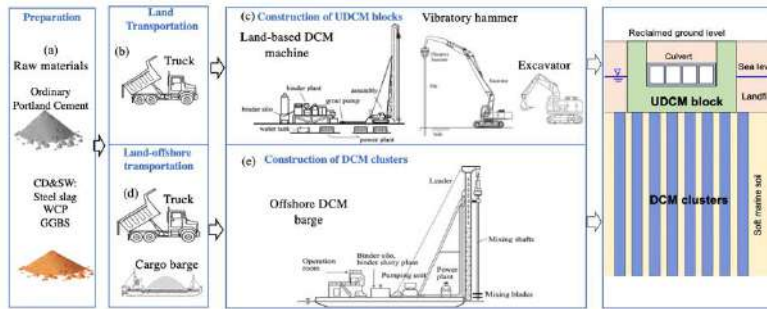 Preparation
(a)
Raw materials
Ordinary
Portland Cement
CD&SW:
Steel slag
WCP
GGBS
Land
Transportation
(b)
Truck
Land-offshore
transportation
(d)
Truck
Cargo barge
(c) Construction of UDCM blocks
Land-based DCM
machine
binder plant
grout pump
assembly
binder silo
water tank
power plant
Vibratory hammer
Excavator
(e) Construction of DCM clusters
Offshore DCM
barge
Leader
Mixing shafts
Binder silo,
binder slurry plant
Operation
room
Pumping unit
Power
plant
Mixing blades
Reclaimed ground level
Culvert
Sea leve
UDCM block
Landfi
DCM clusters
Soft marine soil